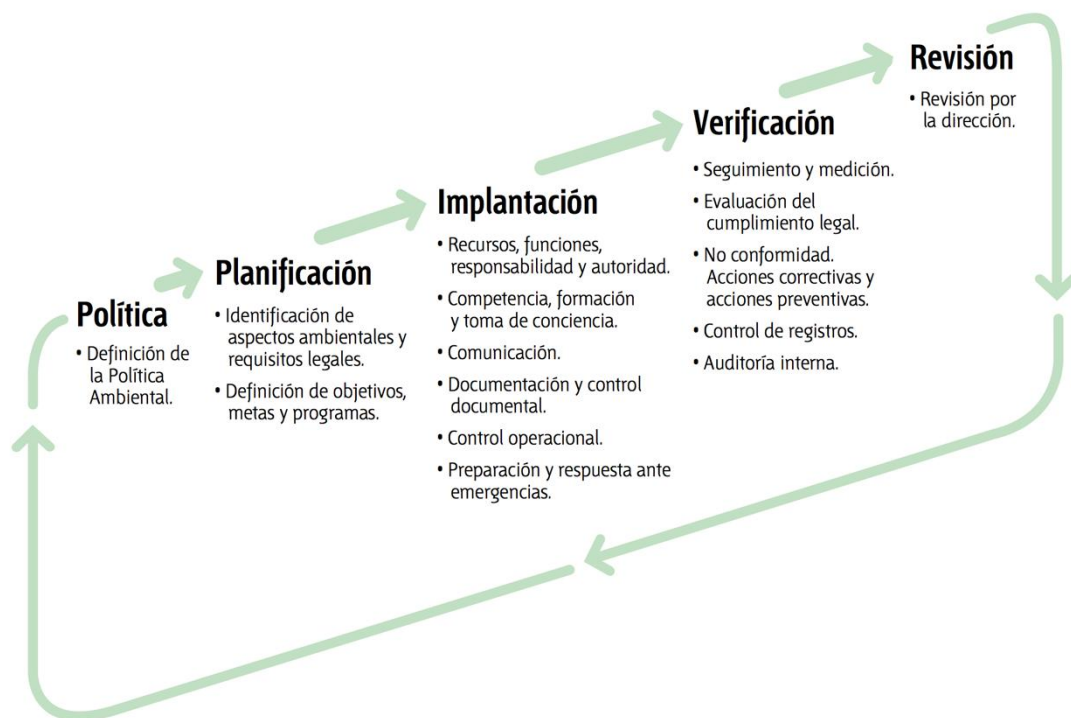 Política
• Definición de
la Política
Ambiental.
Planificación
• Identificación de
aspectos ambientales y
requisitos legales.
• Definición de objetivos,
metas y programas.
Implantación
• Recursos, funciones,
responsabilidad y autoridad.
• Competencia, formación
y toma de conciencia.
• Comunicación.
• Documentación y control
documental.
• Control operacional.
• Preparación y respuesta ante
emergencias.
Verificación
• Seguimiento y medición.
• Evaluación del
cumplimiento legal.
• No conformidad.
Acciones correctivas y
acciones preventivas.
• Control de registros.
• Auditoría interna.
Revisión
• Revisión por
la dirección.